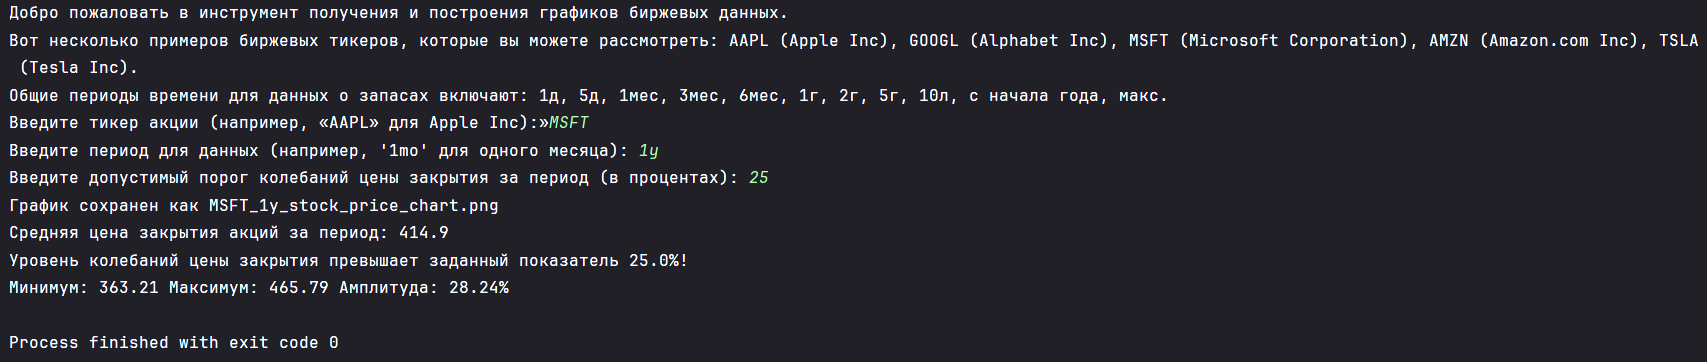 Добро пожаловать в инструмент получения и построения графиков биржевых данных.
Вот несколько примеров биржевых тикеров, которые вы можете рассмотреть: AAPL (Apple Inc), GOOGL (Alphabet Inc), MSFT (Microsoft Corporation), AMZN (Amazon.com Inc), TSLA
(Tesla Inc).
Общие периоды времени для данных о запасах включают: 1д, 5д, 1мес, 3мес, 6мес, 1г, 2г, 5г, 10л, с начала года, макс.
Введите тикер акции (например, «AAPL» для Apple Inc):»MSFT
Введите период для данных (например, '1mo' для одного месяца): 1y
Введите допустимый порог колебаний цены закрытия за период (в процентах): 25
График сохранен как MSFT_1y_stock_price_chart.png
Средняя цена закрытия акций за период: 414.9
Уровень колебаний цены закрытия превышает заданный показатель 25.0%!
Минимум: 363.21 Максимум: 465.79 Амплитуда: 28.24%
Process finished with exit code 0